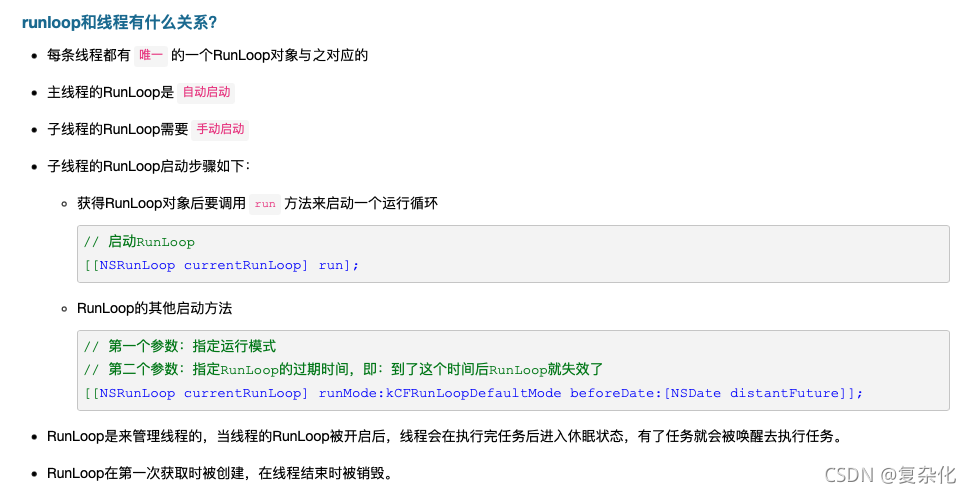 runloop和线程有什么关系?
每条线程都有 唯一 的一个RunLoop对象与之对应的
主线程的RunLoop是 自动启动
子线程的RunLoop需要 手动启动
子线程的RunLoop启动步骤如下：
获得RunLoop对象后要调用 run 方法来启动一个运行循环
// 启动RunLoop
[[NSRunLoop currentRunLoop] run];
RunLoop的其他启动方法
// 第一个参数：指定运行模式
// 第二个参数：指定RunLoop的过期时间，即：到了这个时间后RunLoop就失效了
[[NSRunLoop currentRunLoop] runMode:kCFRunLoopDefaultMode beforeDate:[NSDate distantFuture]];
RunLoop是来管理线程的，当线程的RunLoop被开启后，线程会在执行完任务后进入休眠状态，有了任务就会被唤醒去执行任务。
RunLoop在第一次获取时被创建，在线程结束时被销毁。
CSDN @复杂化